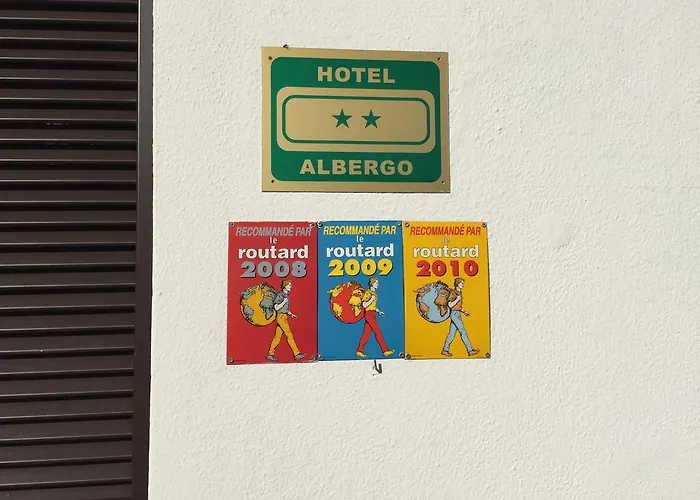 HOTEL
ALBERGO
RECOMMANDÉ PAR
le
routard
2008
RECOMMANDÉ PAR
le
routard
2009
RECOMMANDÉ PAR
le
routard
2010